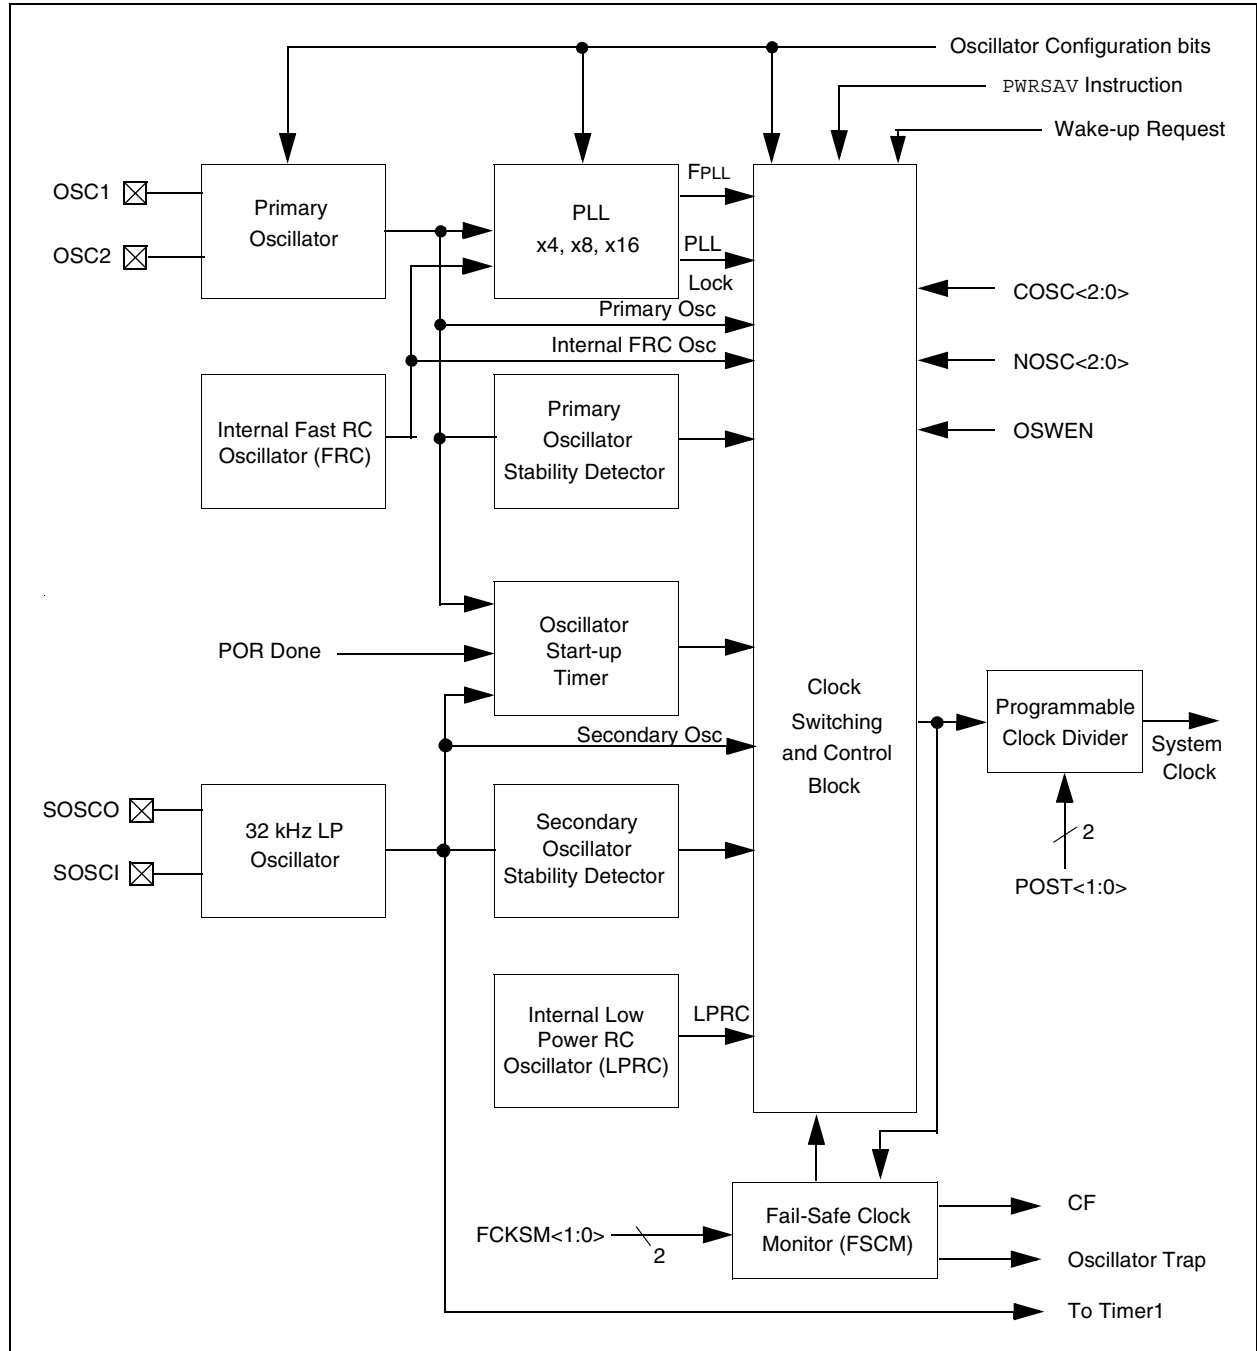 Oscillator Configuration bits
PWRSAV Instruction
Wake-up Request
OSC1
OSC2
Primary
Oscillator
PLL
x4, x8, x16
FPLL
PLL
Lock
Primary Osc
Internal FRC Osc
COSC<2:0>
NOSC<2:0>
OSWEN
Internal Fast RC
Oscillator (FRC)
Primary
Oscillator
Stability Detector
POR Done
Oscillator
Start-up
Timer
Clock
Switching
and Control
Block
Programmable
Clock Divider
System
Clock
Secondary Osc
2
POST<1:0>
SOSCO
SOSCI
32 kHz LP
Oscillator
Secondary
Oscillator
Stability Detector
Internal Low
Power RC
Oscillator (LPRC)
LPRC
FCKSM<1:0>
2
Fail-Safe Clock
Monitor (FSCM)
CF
Oscillator Trap
To Timer1